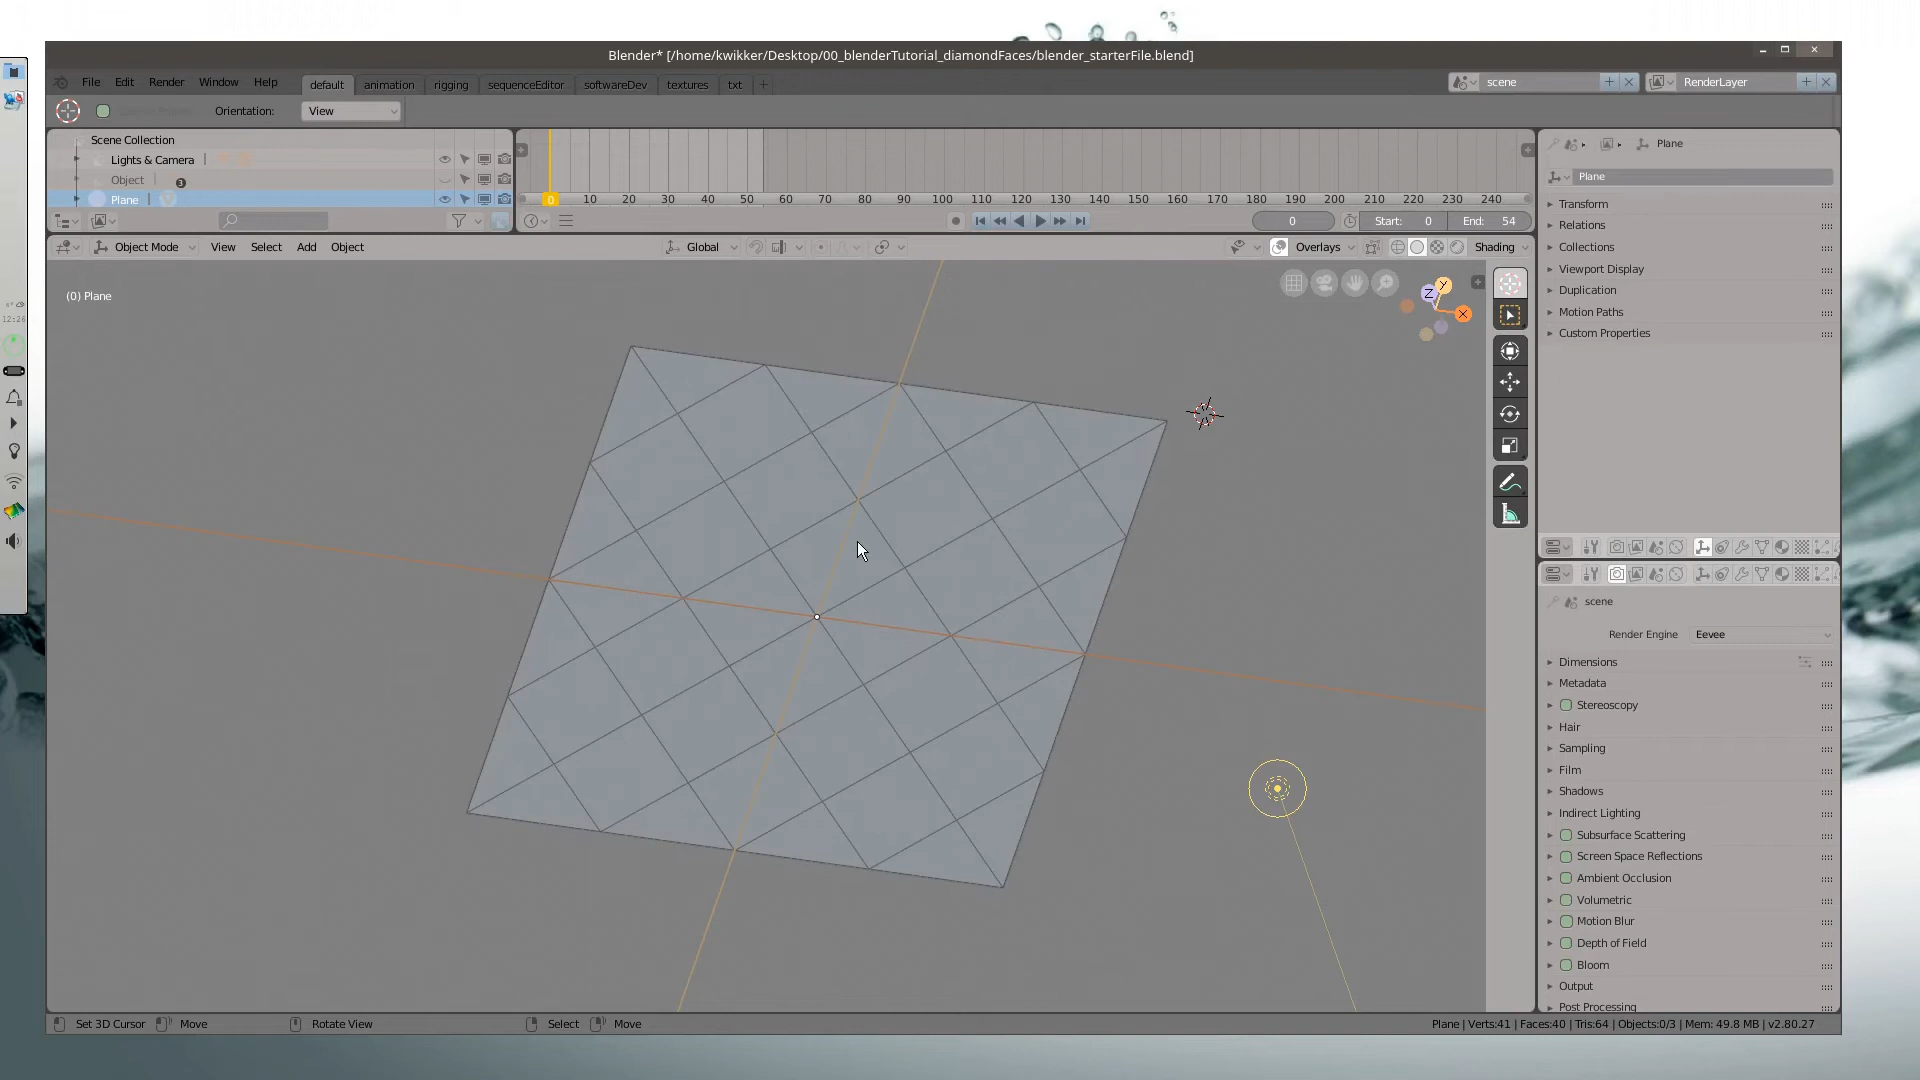 Blender* [/home/kwikker/Desktop/00_blenderTutorial_diamondFaces/blender_starterFile.blend]
File Edit Render Window Help default animation rigging sequenceEditor softwareDev textures txt + scene RenderLayer
Orientation: View
Scene Collection
Lights & Camera
Object 3
Plane
0 10 20 30 40 50 60 70 80 90 100 110 120 130 140 150 160 170 180 190 200 210 220 230 240
0 Start: 0 End: 54
Object Mode View Select Add Object Global Overlays Shading
(0) Plane
Z Y X
12:26
Plane
Plane
Transform
Relations
Collections
Viewport Display
Duplication
Motion Paths
Custom Properties
scene
Render Engine Eevee
Dimensions
Metadata
Stereoscopy
Hair
Sampling
Film
Shadows
Indirect Lighting
Subsurface Scattering
Screen Space Reflections
Ambient Occlusion
Volumetric
Motion Blur
Depth of Field
Bloom
Output
Post Processing
Set 3D Cursor Move Rotate View Select Move Plane | Verts:41 | Faces:40 | Tris:64 | Objects:0/3 | Mem: 49.8 MB | v2.80.27